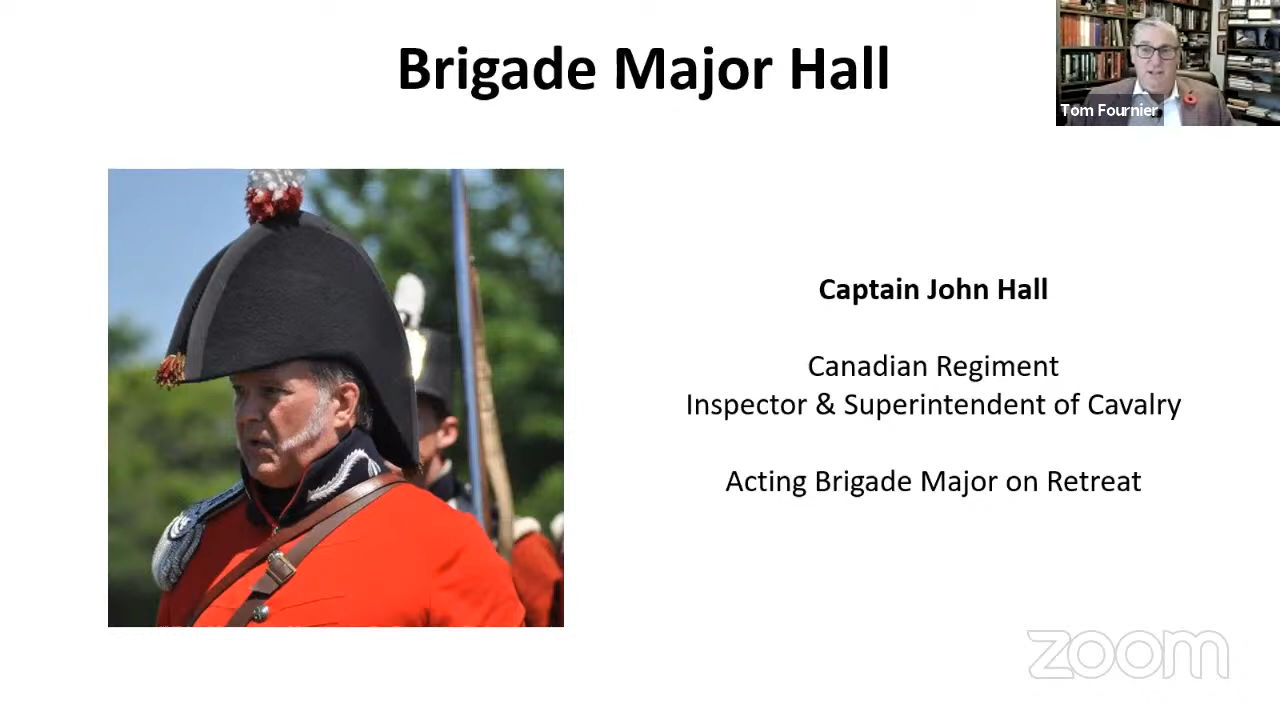 Brigade Major Hall
Tom Fournier
Captain John Hall
Canadian Regiment
Inspector & Superintendent of Cavalry
Acting Brigade Major on Retreat
zoom